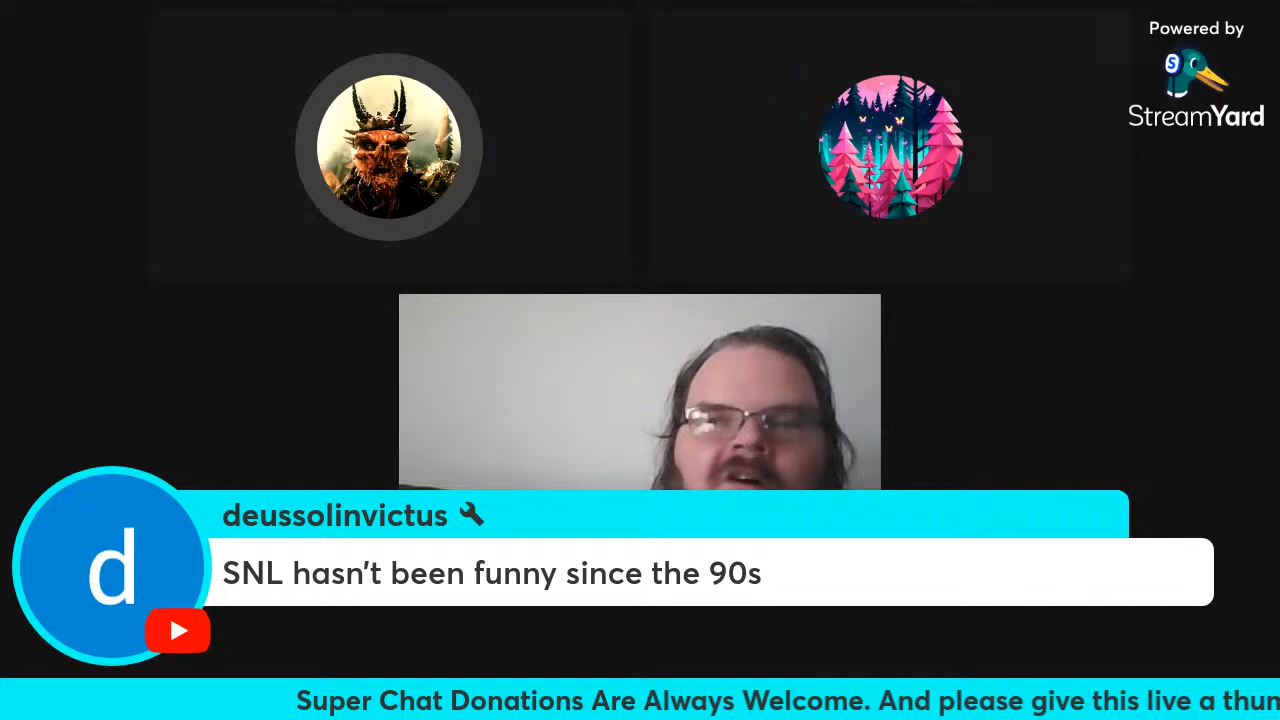 Powered by
S
StreamYard
d
deussolinvictus
SNL hasn't been funny since the 90s
Super Chat Donations Are Always Welcome. And please give this live a thun